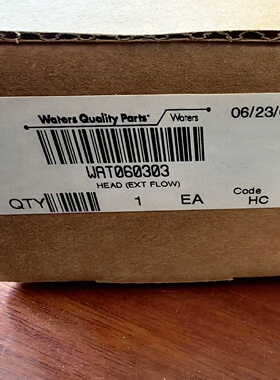 Waters Quality Parts Waters
06/23/
WAT060303
HEAD (EXT FLOW)
QTY 1 EA
Code
HC